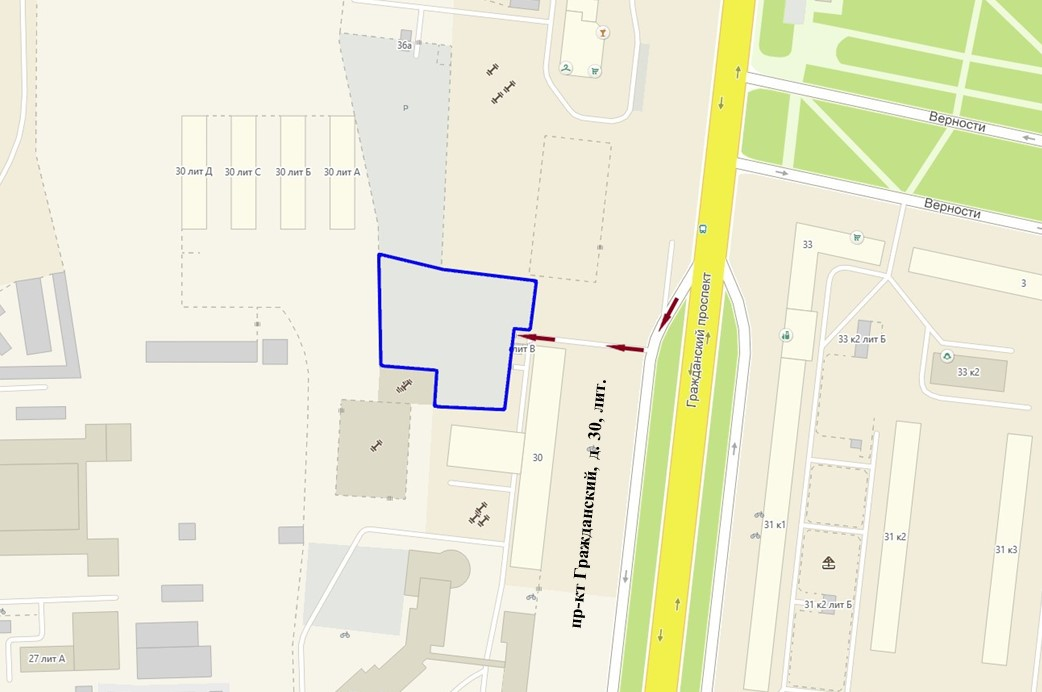 36а
P
Верности
30 лит Д
30 лит С
30 лит Б
30 лит А
Верности
33
3
Гражданский проспект
33 к2 лит Б
33 к2
лит В
пр-кт Гражданский, д. 30, лит.
30
31 к1
31 к2
31 к3
31 к2 лит Б
27 лит А